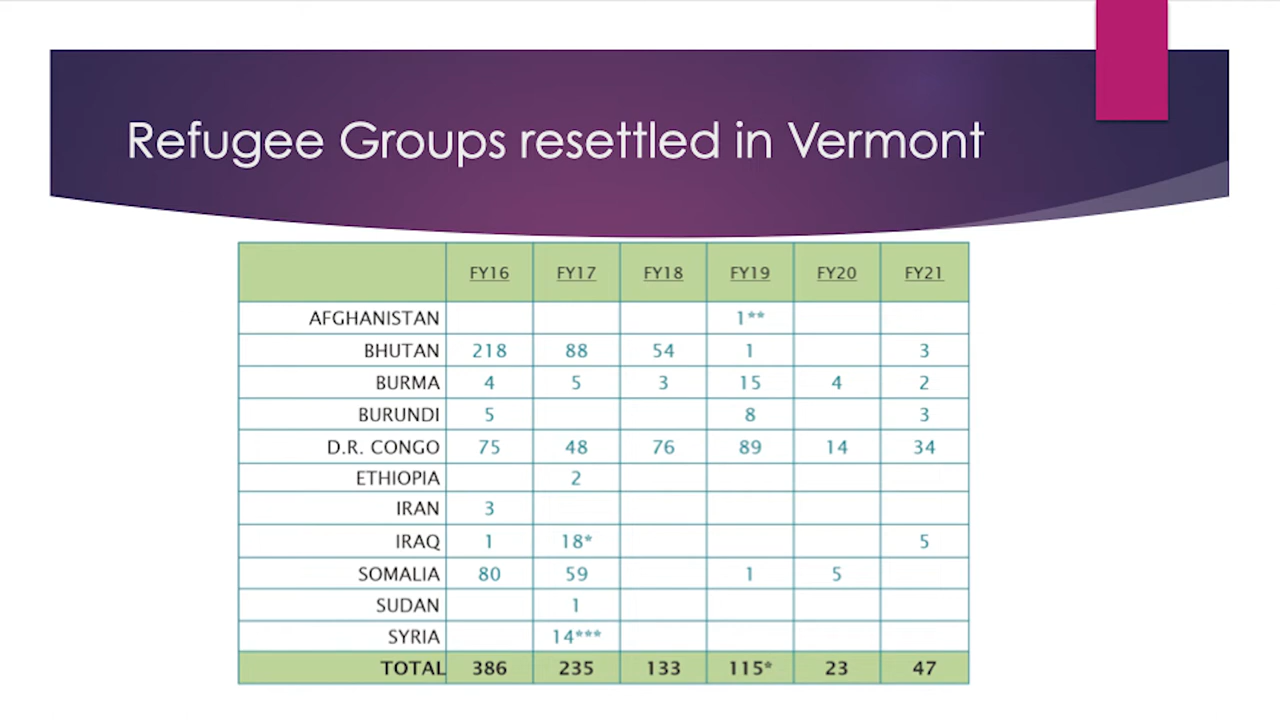 Refugee Groups resettled in Vermont
FY16 FY17 FY18 FY19 FY20 FY21
AFGHANISTAN 1**
BHUTAN 218 88 54 1 3
BURMA 4 5 3 15 4 2
BURUNDI 5 8 3
D.R. CONGO 75 48 76 89 14 34
ETHIOPIA 2
IRAN 3
IRAQ 1 18* 5
SOMALIA 80 59 1 5
SUDAN 1
SYRIA 14***
TOTAL 386 235 133 115* 23 47